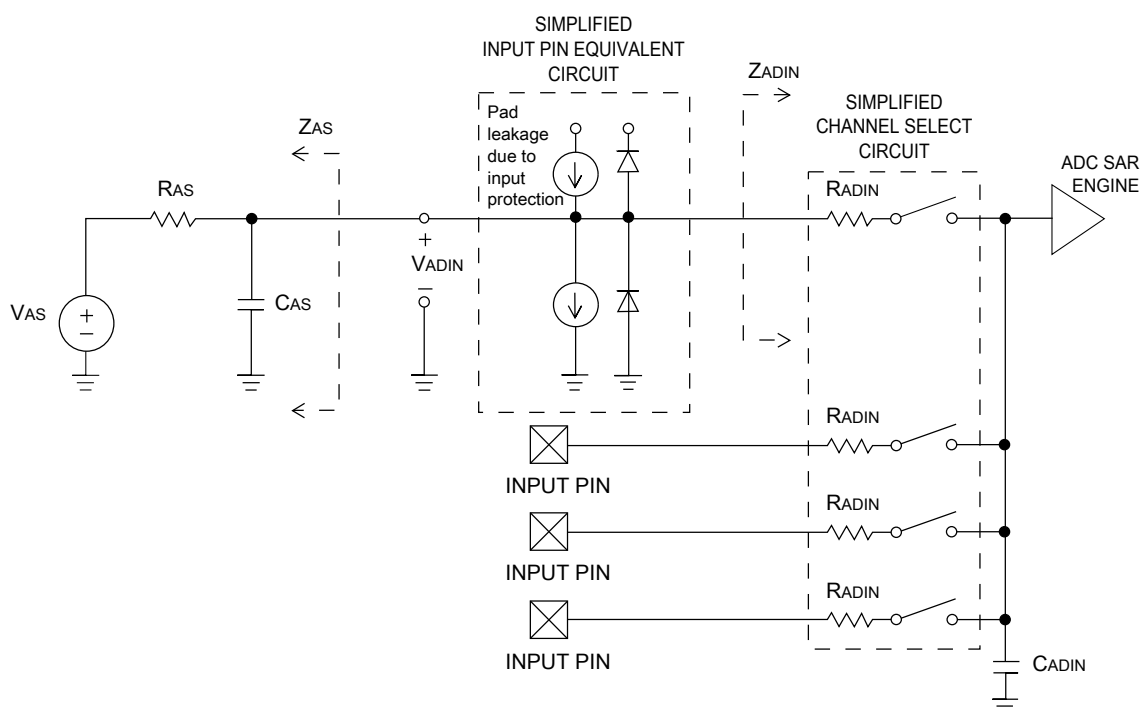 SIMPLIFIED
INPUT PIN EQUIVALENT
CIRCUIT
ZADIN
SIMPLIFIED
CHANNEL SELECT
CIRCUIT
ZAS
Pad
leakage
due to
input
protection
ADC SAR
ENGINE
RAS
RADIN
+
VADIN
−
VAS
+
−
CAS
RADIN
INPUT PIN
RADIN
INPUT PIN
RADIN
INPUT PIN
CADIN